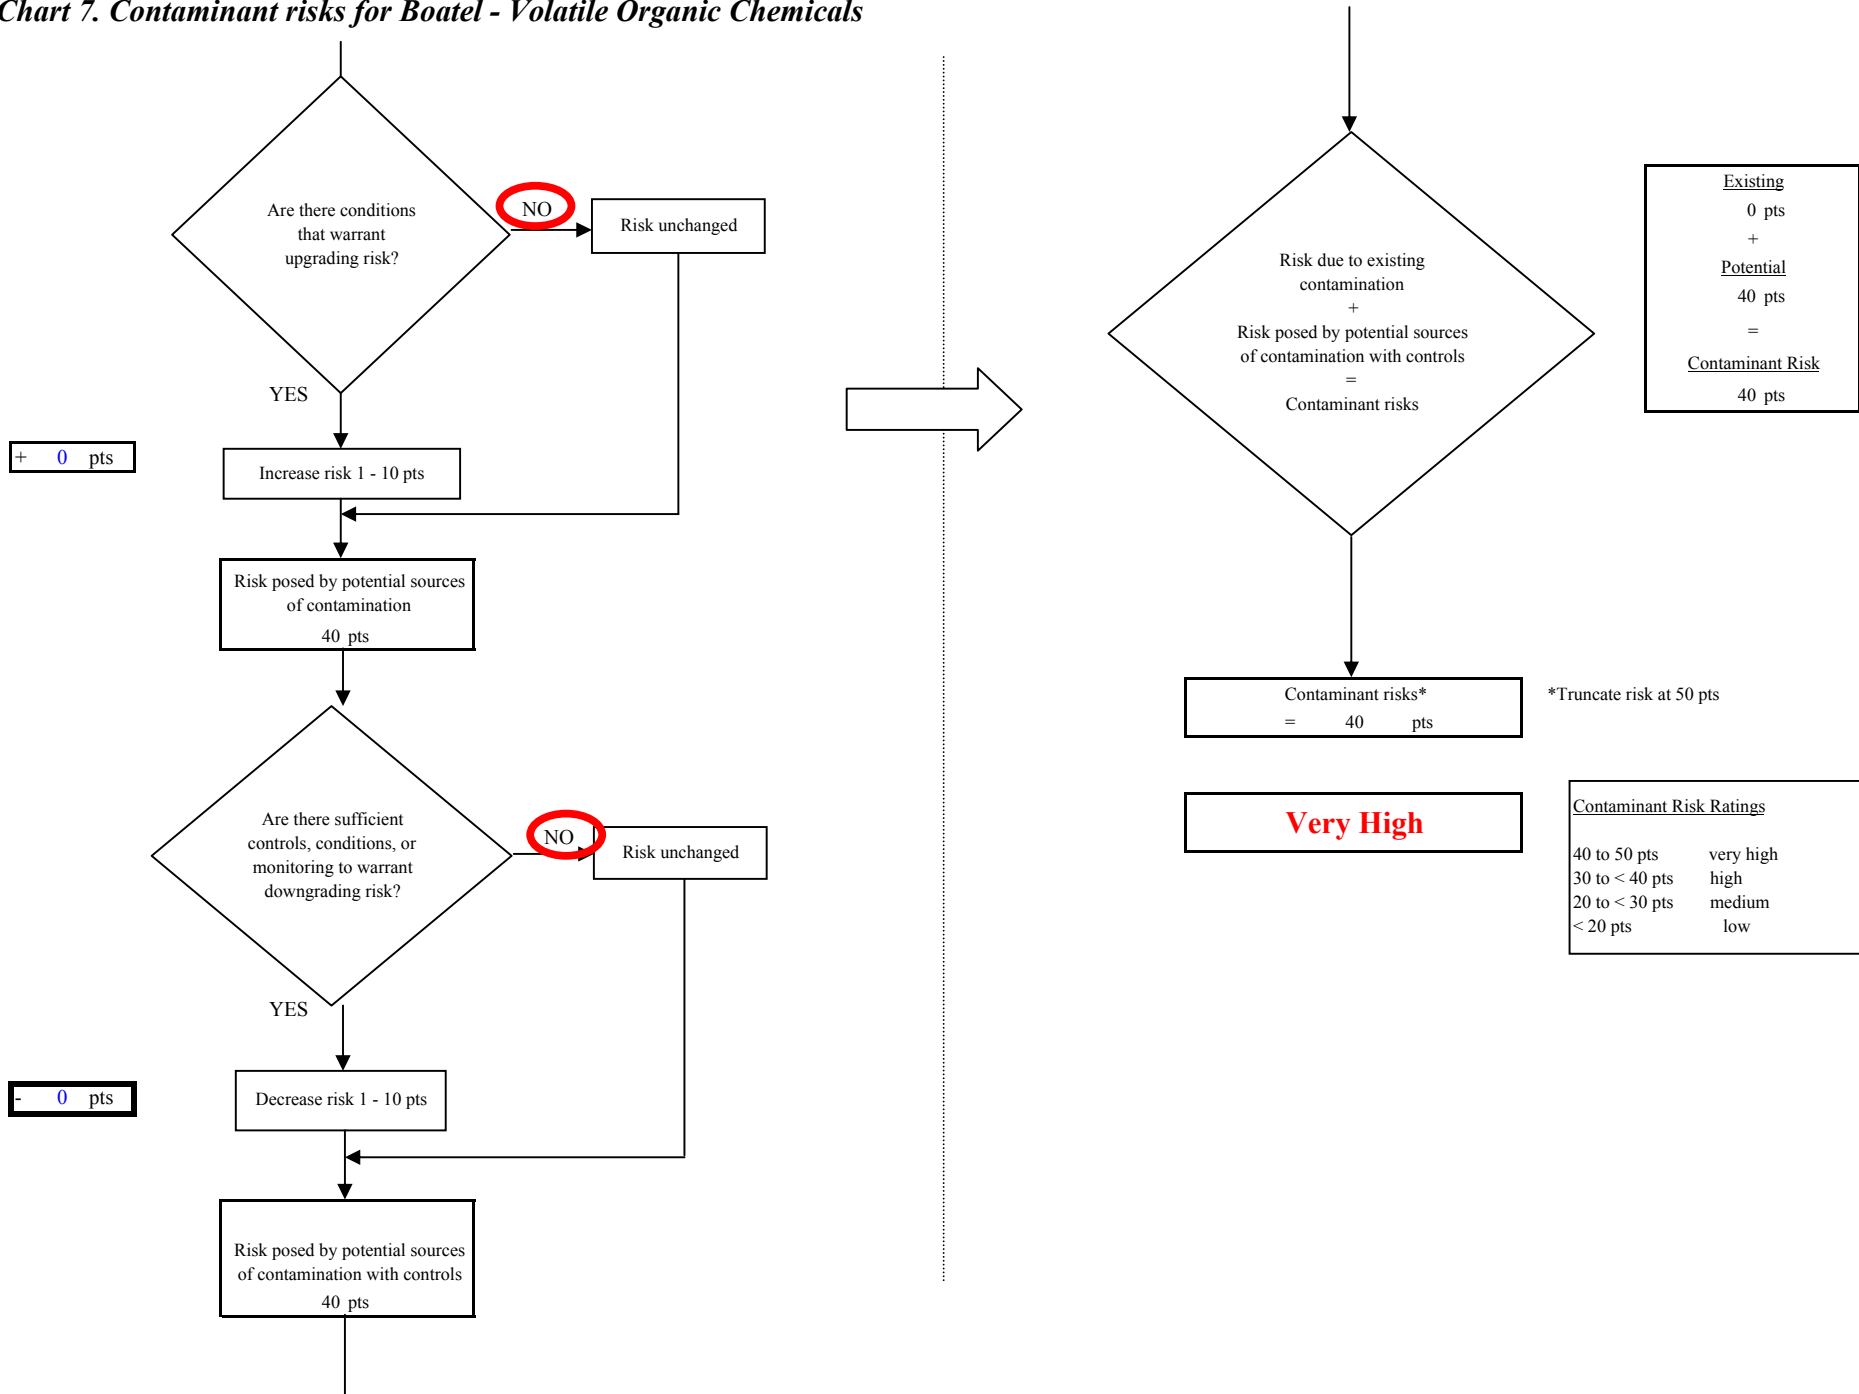 Chart 7. Contaminant risks for Boatel - Volatile Organic Chemicals
Are there conditions
that warrant
upgrading risk?
NO
Risk unchanged
YES
+ 0 pts
Increase risk 1 - 10 pts
Risk posed by potential sources
of contamination
40 pts
Are there sufficient
controls, conditions, or
monitoring to warrant
downgrading risk?
NO
Risk unchanged
YES
- 0 pts
Decrease risk 1 - 10 pts
Risk posed by potential sources
of contamination with controls
40 pts
Risk due to existing
contamination
+
Risk posed by potential sources
of contamination with controls
=
Contaminant risks
Existing
0 pts
+
Potential
40 pts
=
Contaminant Risk
40 pts
Contaminant risks*
= 40 pts
*Truncate risk at 50 pts
Very High
Contaminant Risk Ratings
40 to 50 pts very high
30 to < 40 pts high
20 to < 30 pts medium
< 20 pts low